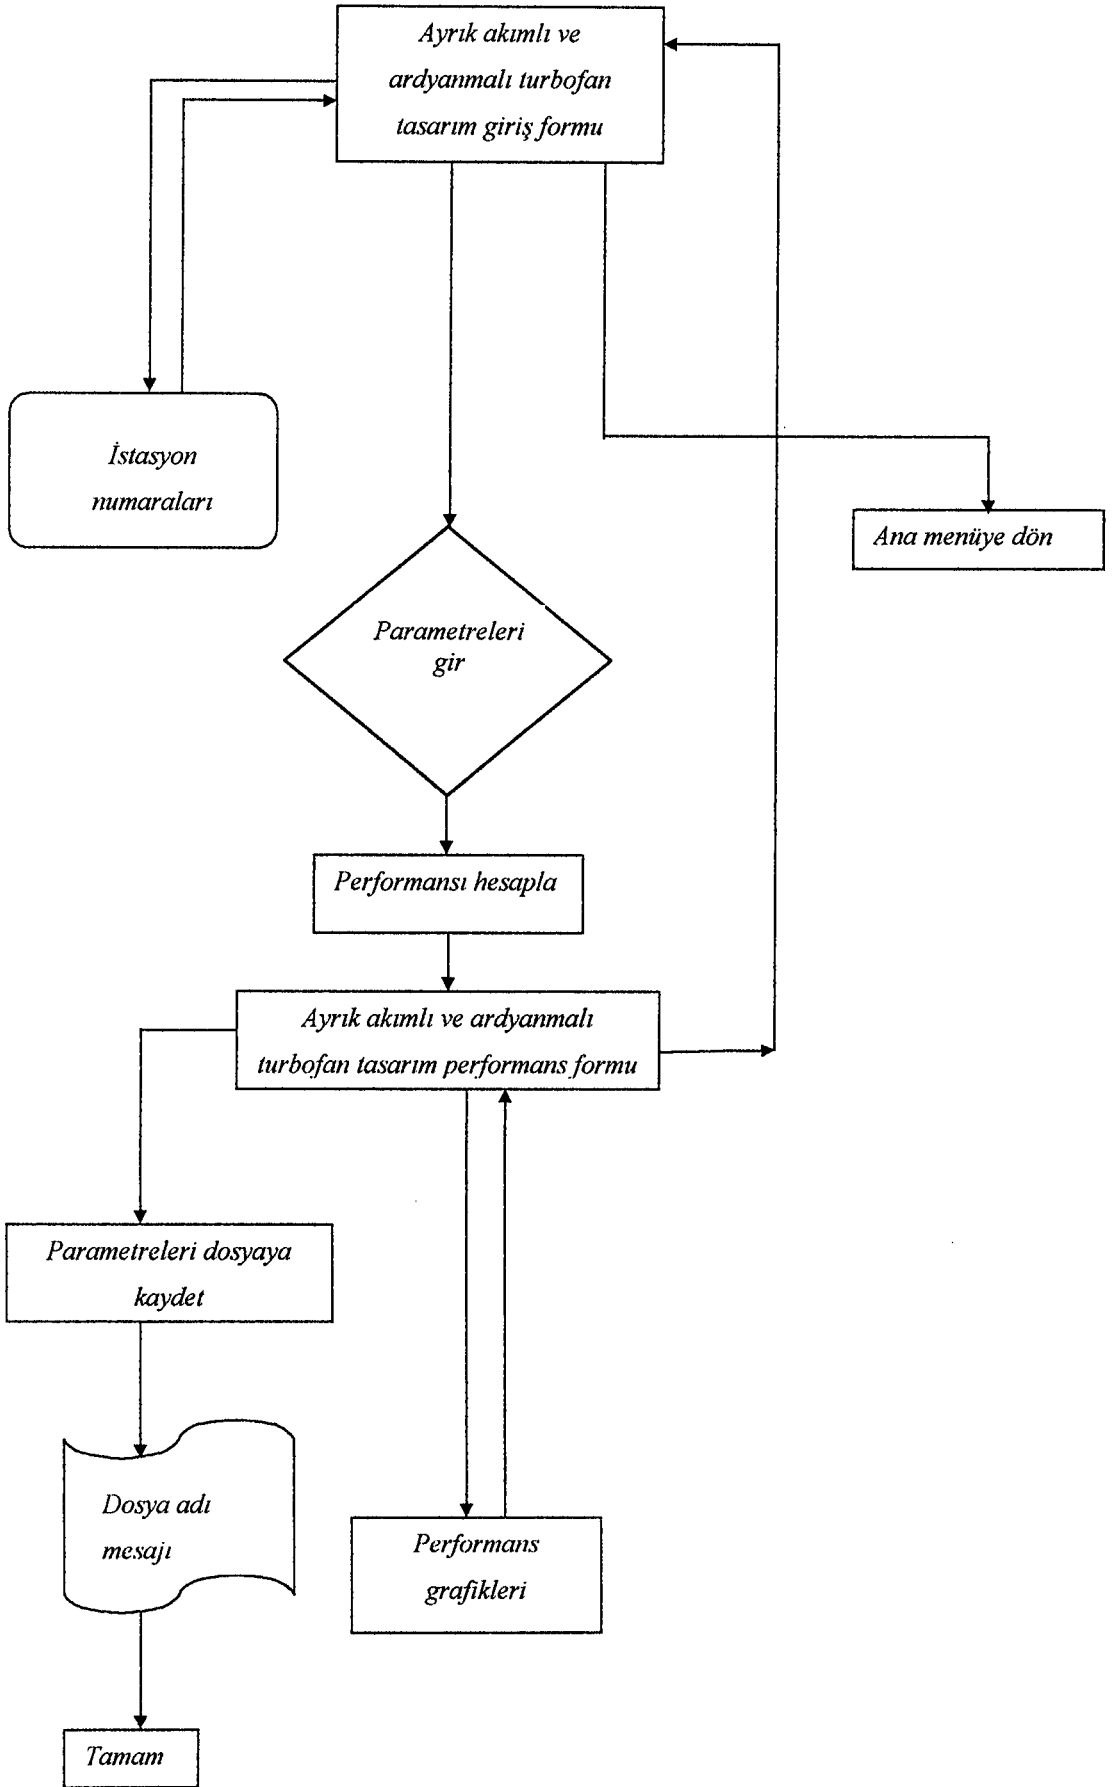 Ayrık akımlı ve
ardyanmalı turbofan
tasarım giriş formu
İstasyon
numaraları
Ana menüye dön
Parametreleri
gir
Performansı hesapla
Ayrık akımlı ve ardyanmalı
turbofan tasarım performans formu
Parametreleri dosyaya
kaydet
Dosya adı
mesajı
Performans
grafikleri
Tamam